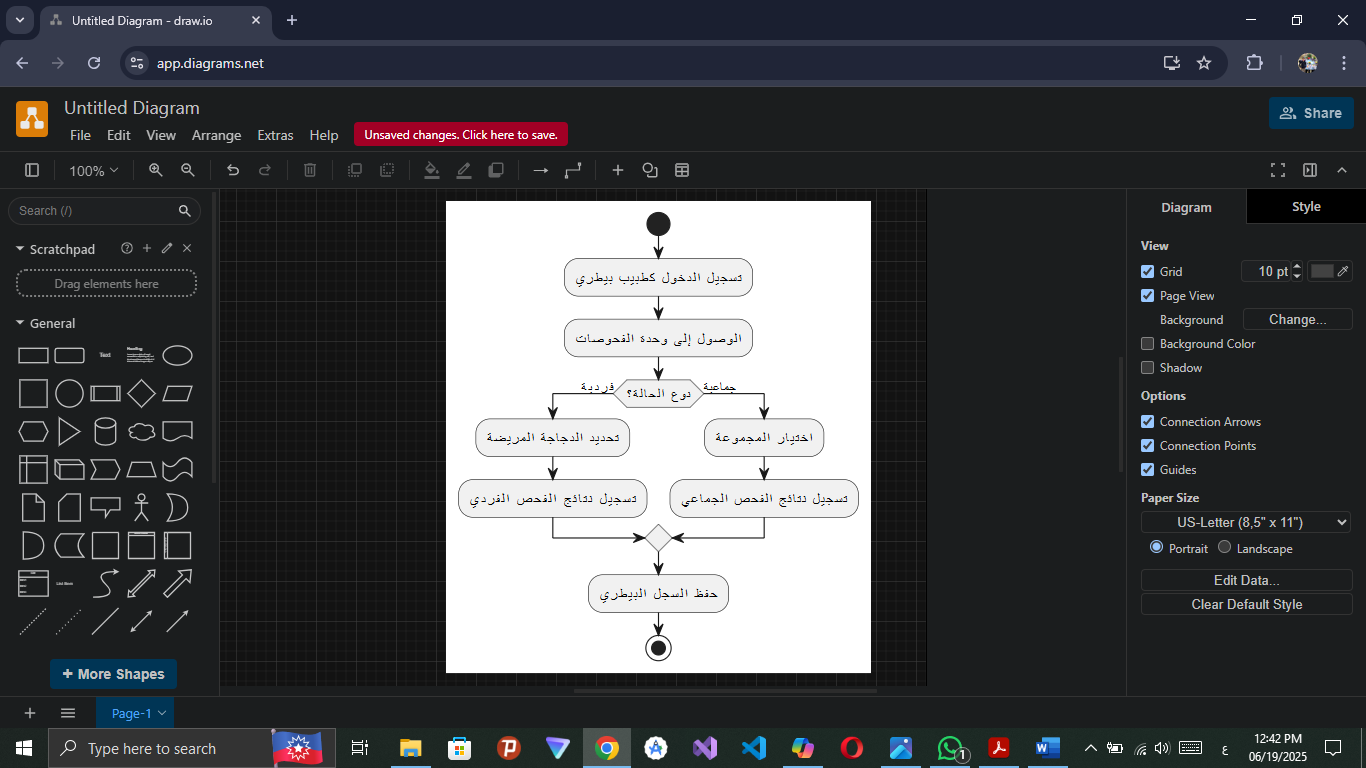 Untitled Diagram - draw.io
app.diagrams.net
Untitled Diagram
File Edit View Arrange Extras Help
Unsaved changes. Click here to save.
Share
100%
Search (/)
Scratchpad
Drag elements here
General
Text
Heading
List Item
More Shapes
تسجيل الدخول كطبيب بيطري
الوصول إلى وحدة الفحوصات
نوع الحالة؟
فردية
جماعية
تحديد الدجاجة المريضة
اختيار المجموعة
تسجيل نتائج الفحص الفردي
تسجيل نتائج الفحص الجماعي
حفظ السجل البيطري
Diagram
Style
View
Grid
10 pt
Page View
Background
Change...
Background Color
Shadow
Options
Connection Arrows
Connection Points
Guides
Paper Size
US-Letter (8,5" x 11")
Portrait
Landscape
Edit Data...
Clear Default Style
Page-1
Type here to search
1
ع
12:42 PM
06/19/2025